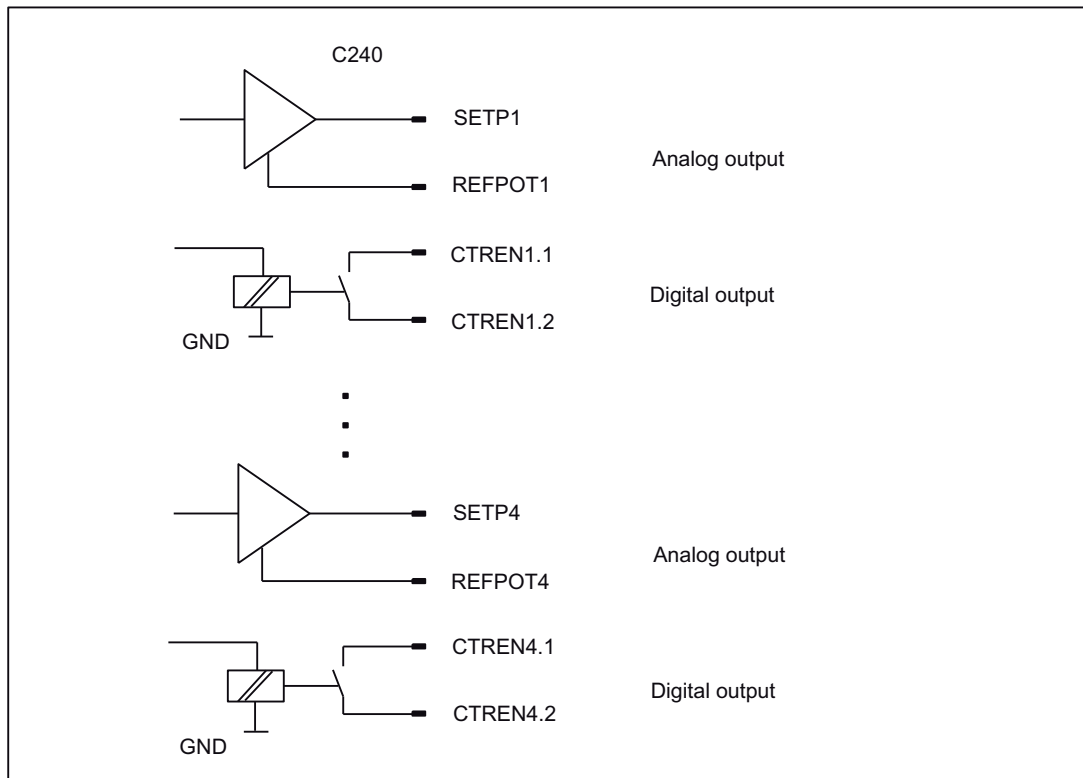 C240
SETP1
Analog output
REFPOT1
CTREN1.1
Digital output
CTREN1.2
GND
SETP4
Analog output
REFPOT4
CTREN4.1
Digital output
CTREN4.2
GND